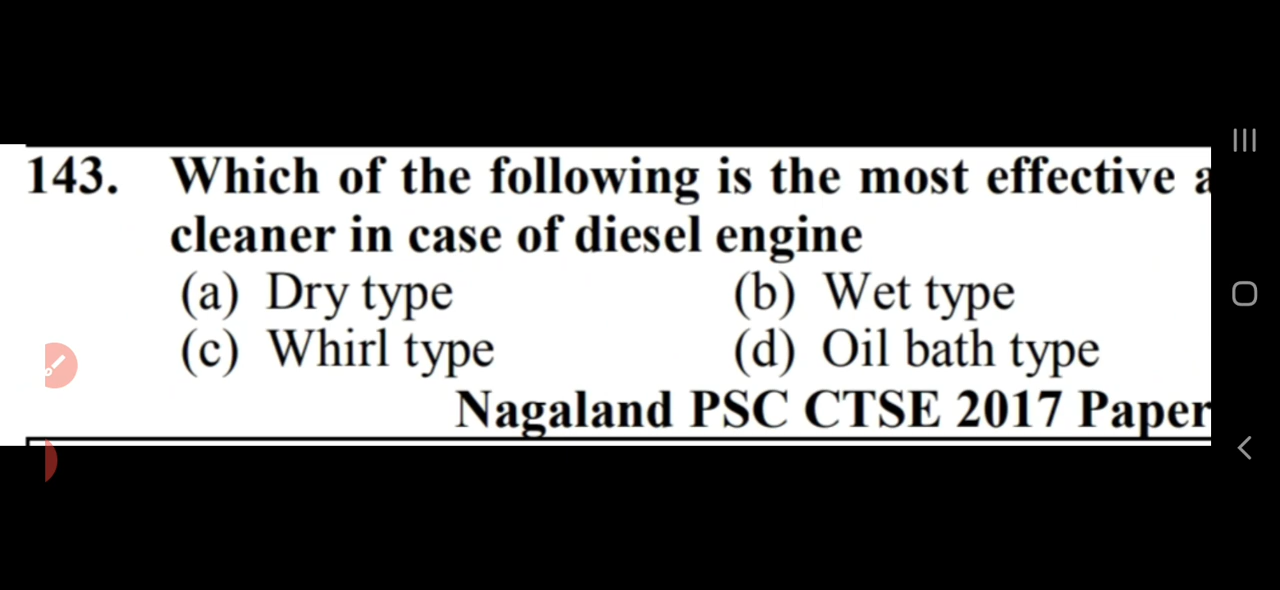 143. Which of the following is the most effective a
cleaner in case of diesel engine
(a) Dry type (b) Wet type
(c) Whirl type (d) Oil bath type
Nagaland PSC CTSE 2017 Paper